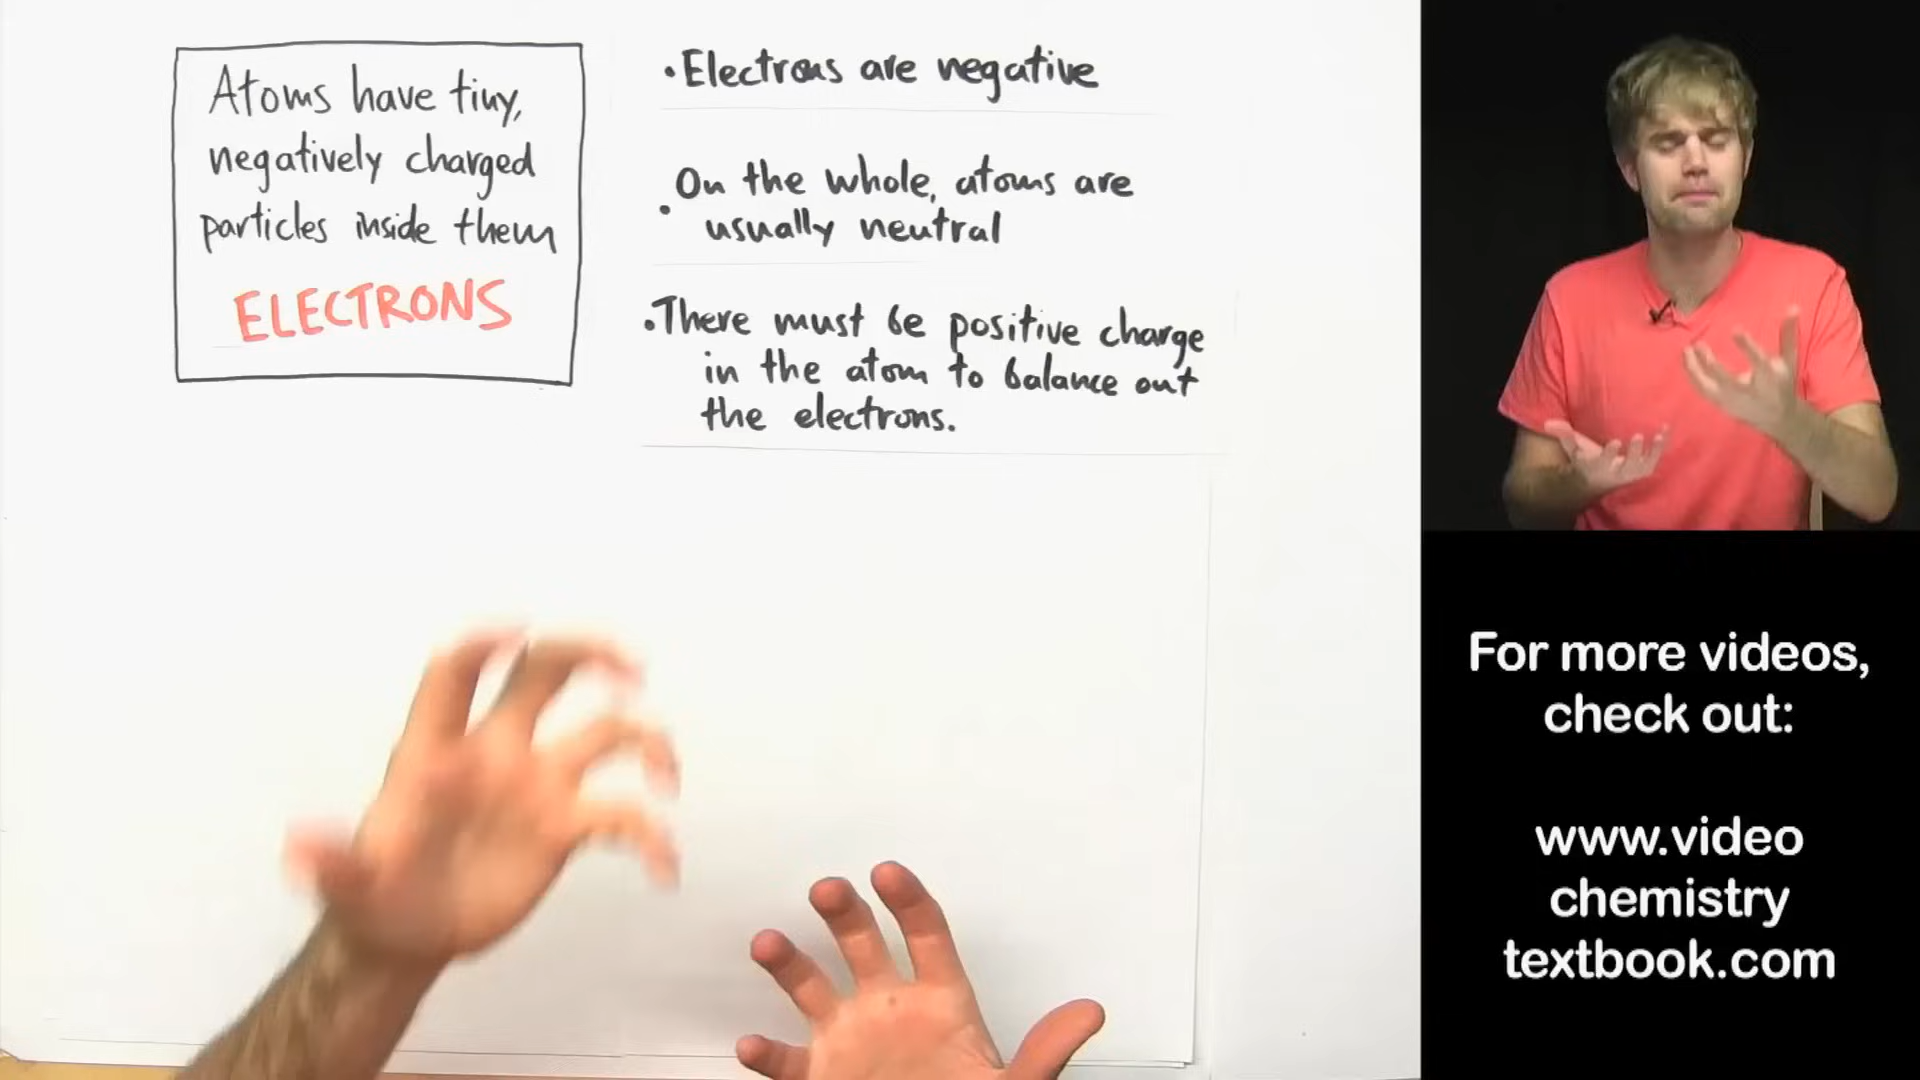 Atoms have tiny,
negatively charged
particles inside them
ELECTRONS
•Electrons are negative
•On the whole, atoms are
usually neutral
•There must be positive charge
in the atom to balance out
the electrons.
For more videos,
check out:
www.video
chemistry
textbook.com